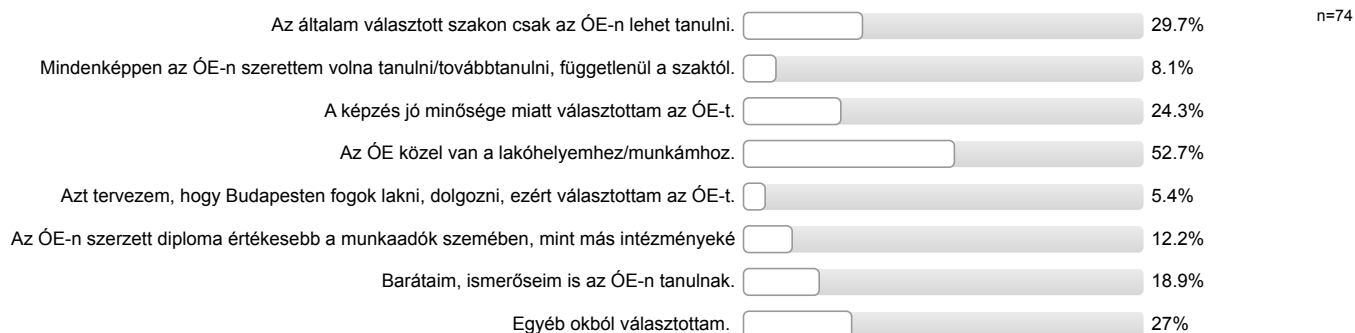 Az általam választott szakon csak az ÓE-n lehet tanulni. 29.7% n=74
Mindenképpen az ÓE-n szerettem volna tanulni/továbbtanulni, függetlenül a szaktól. 8.1%
A képzés jó minősége miatt választottam az ÓE-t. 24.3%
Az ÓE közel van a lakóhelyemhez/munkámhoz. 52.7%
Azt tervezem, hogy Budapesten fogok lakni, dolgozni, ezért választottam az ÓE-t. 5.4%
Az ÓE-n szerzett diploma értékesebb a munkaadók szemében, mint más intézményeké 12.2%
Barátaim, ismerőseim is az ÓE-n tanulnak. 18.9%
Egyéb okból választottam. 27%